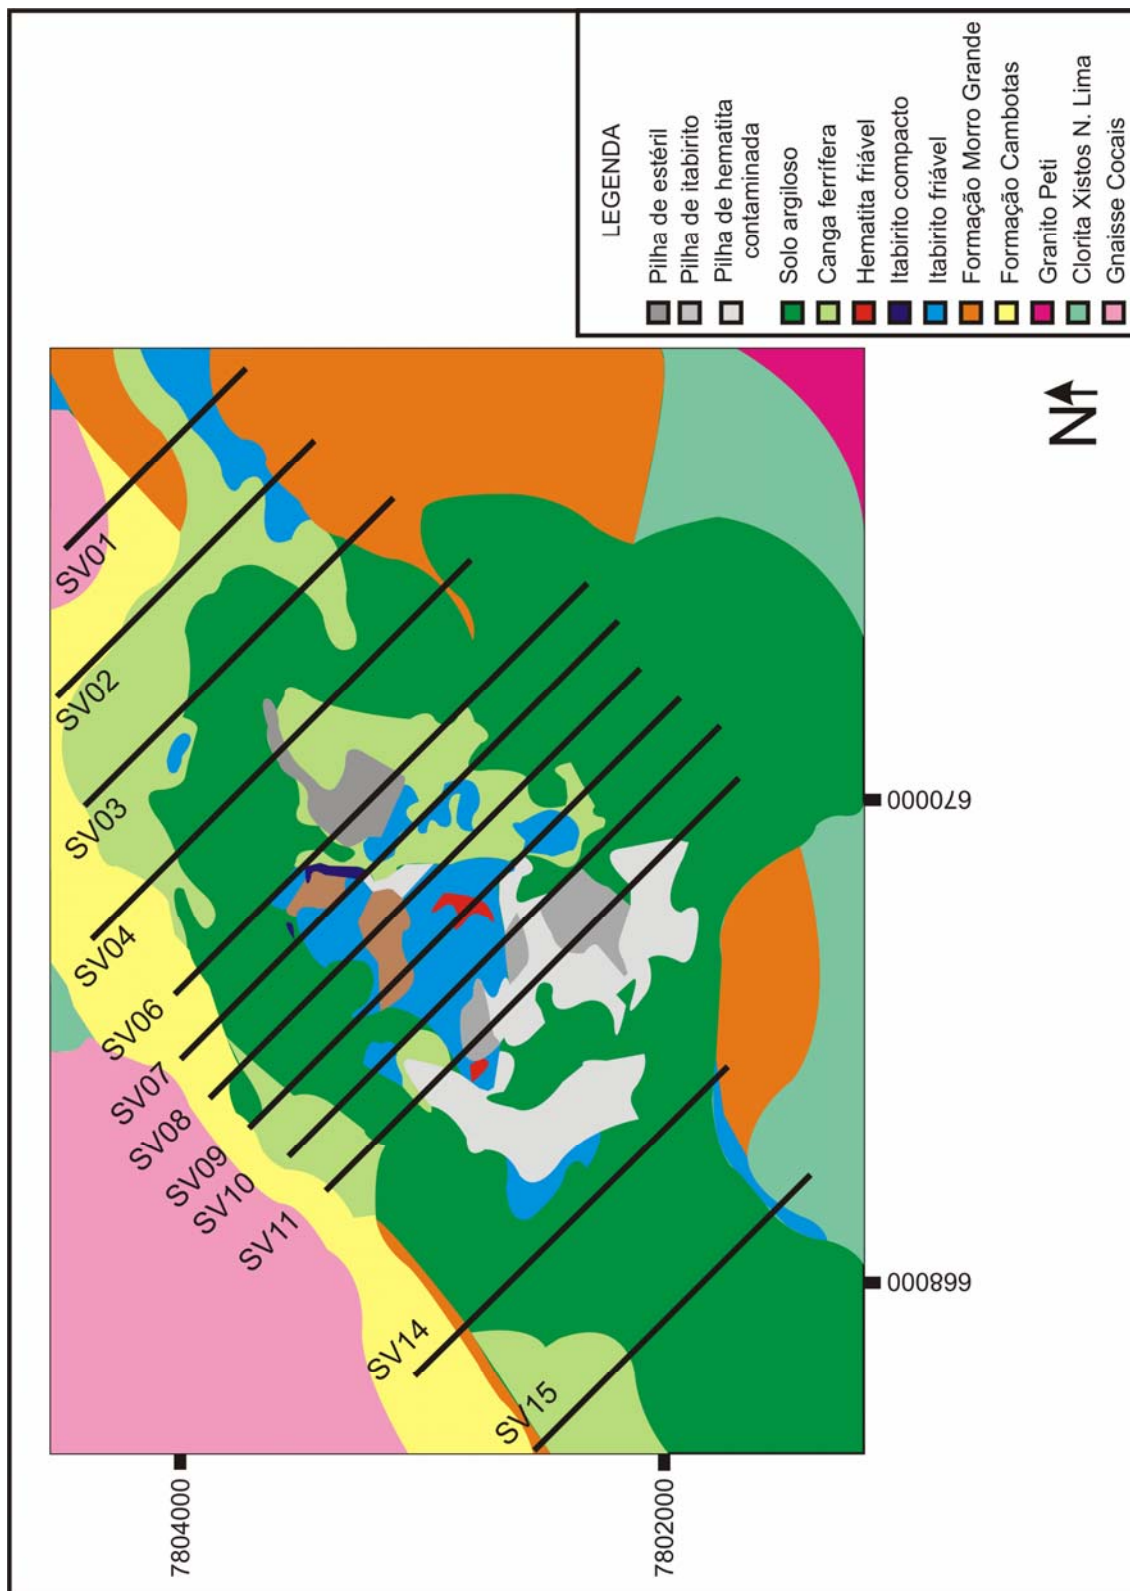 LEGENDA
Pilha de estéril
Pilha de itabirito
Pilha de hematita
contaminada
Solo argiloso
Canga ferrífera
Hematita friável
Itabirito compacto
Itabirito friável
Formação Morro Grande
Formação Cambotas
Granito Peti
Clorita Xistos N. Lima
Gnaisse Cocais
N
SV01
SV02
SV03
SV04
SV06
SV07
SV08
SV09
SV10
SV11
SV14
SV15
7804000
7802000
668000
670000